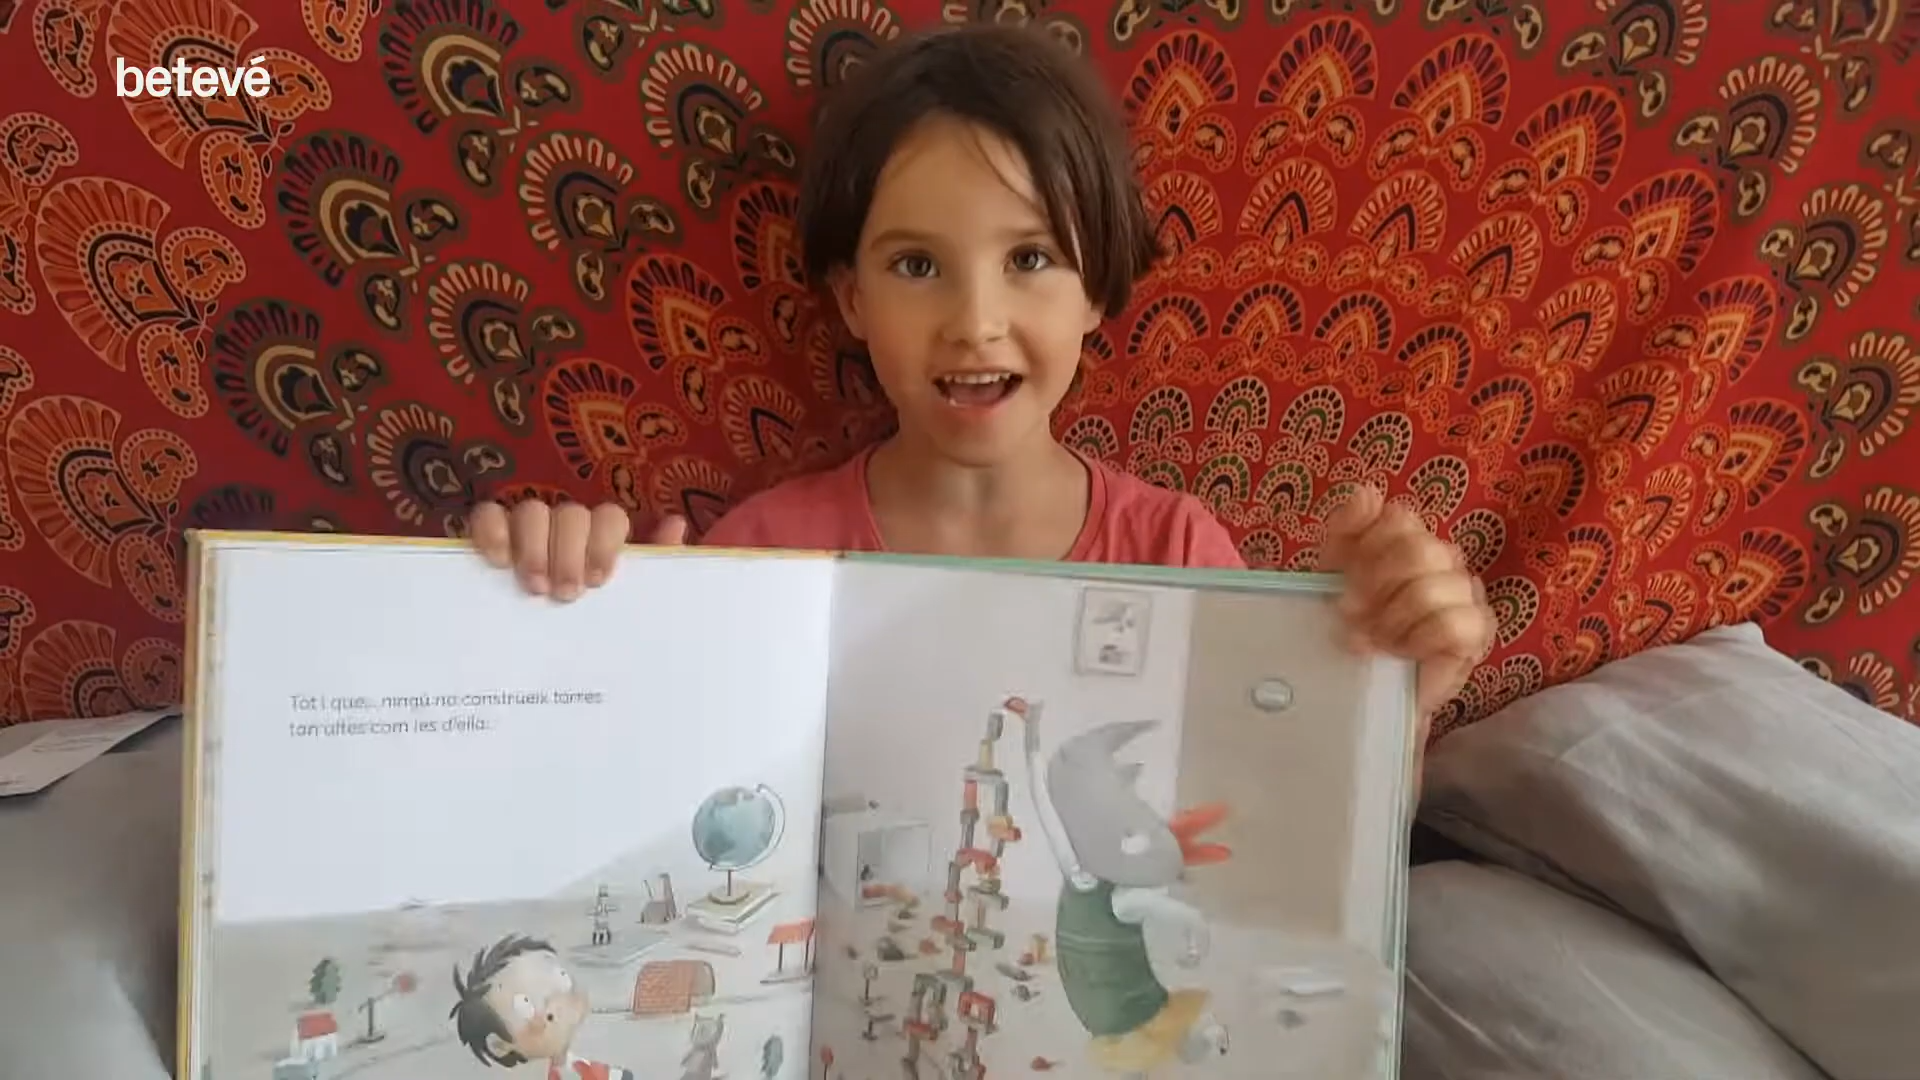 betevé
Tot i que... ningú no construeix torres
tan altes com les d'ella...